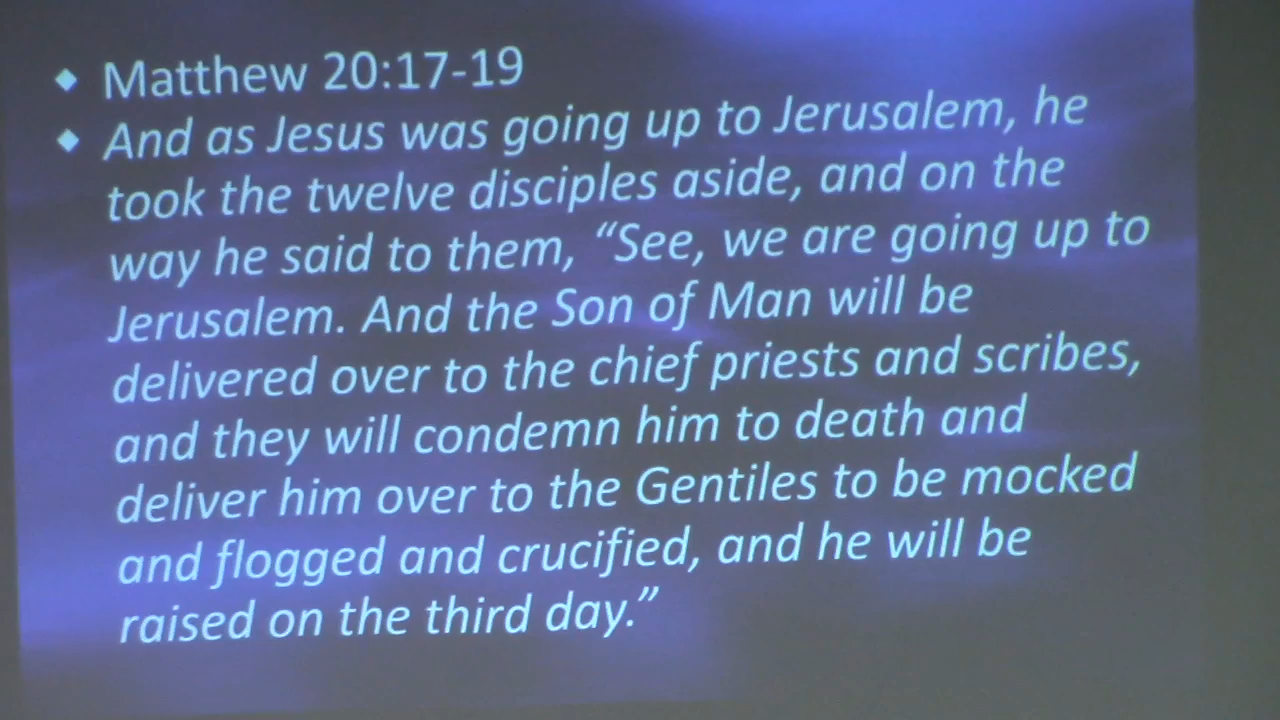 ◆ Matthew 20:17-19
◆ And as Jesus was going up to Jerusalem, he
took the twelve disciples aside, and on the
way he said to them, “See, we are going up to
Jerusalem. And the Son of Man will be
delivered over to the chief priests and scribes,
and they will condemn him to death and
deliver him over to the Gentiles to be mocked
and flogged and crucified, and he will be
raised on the third day.”